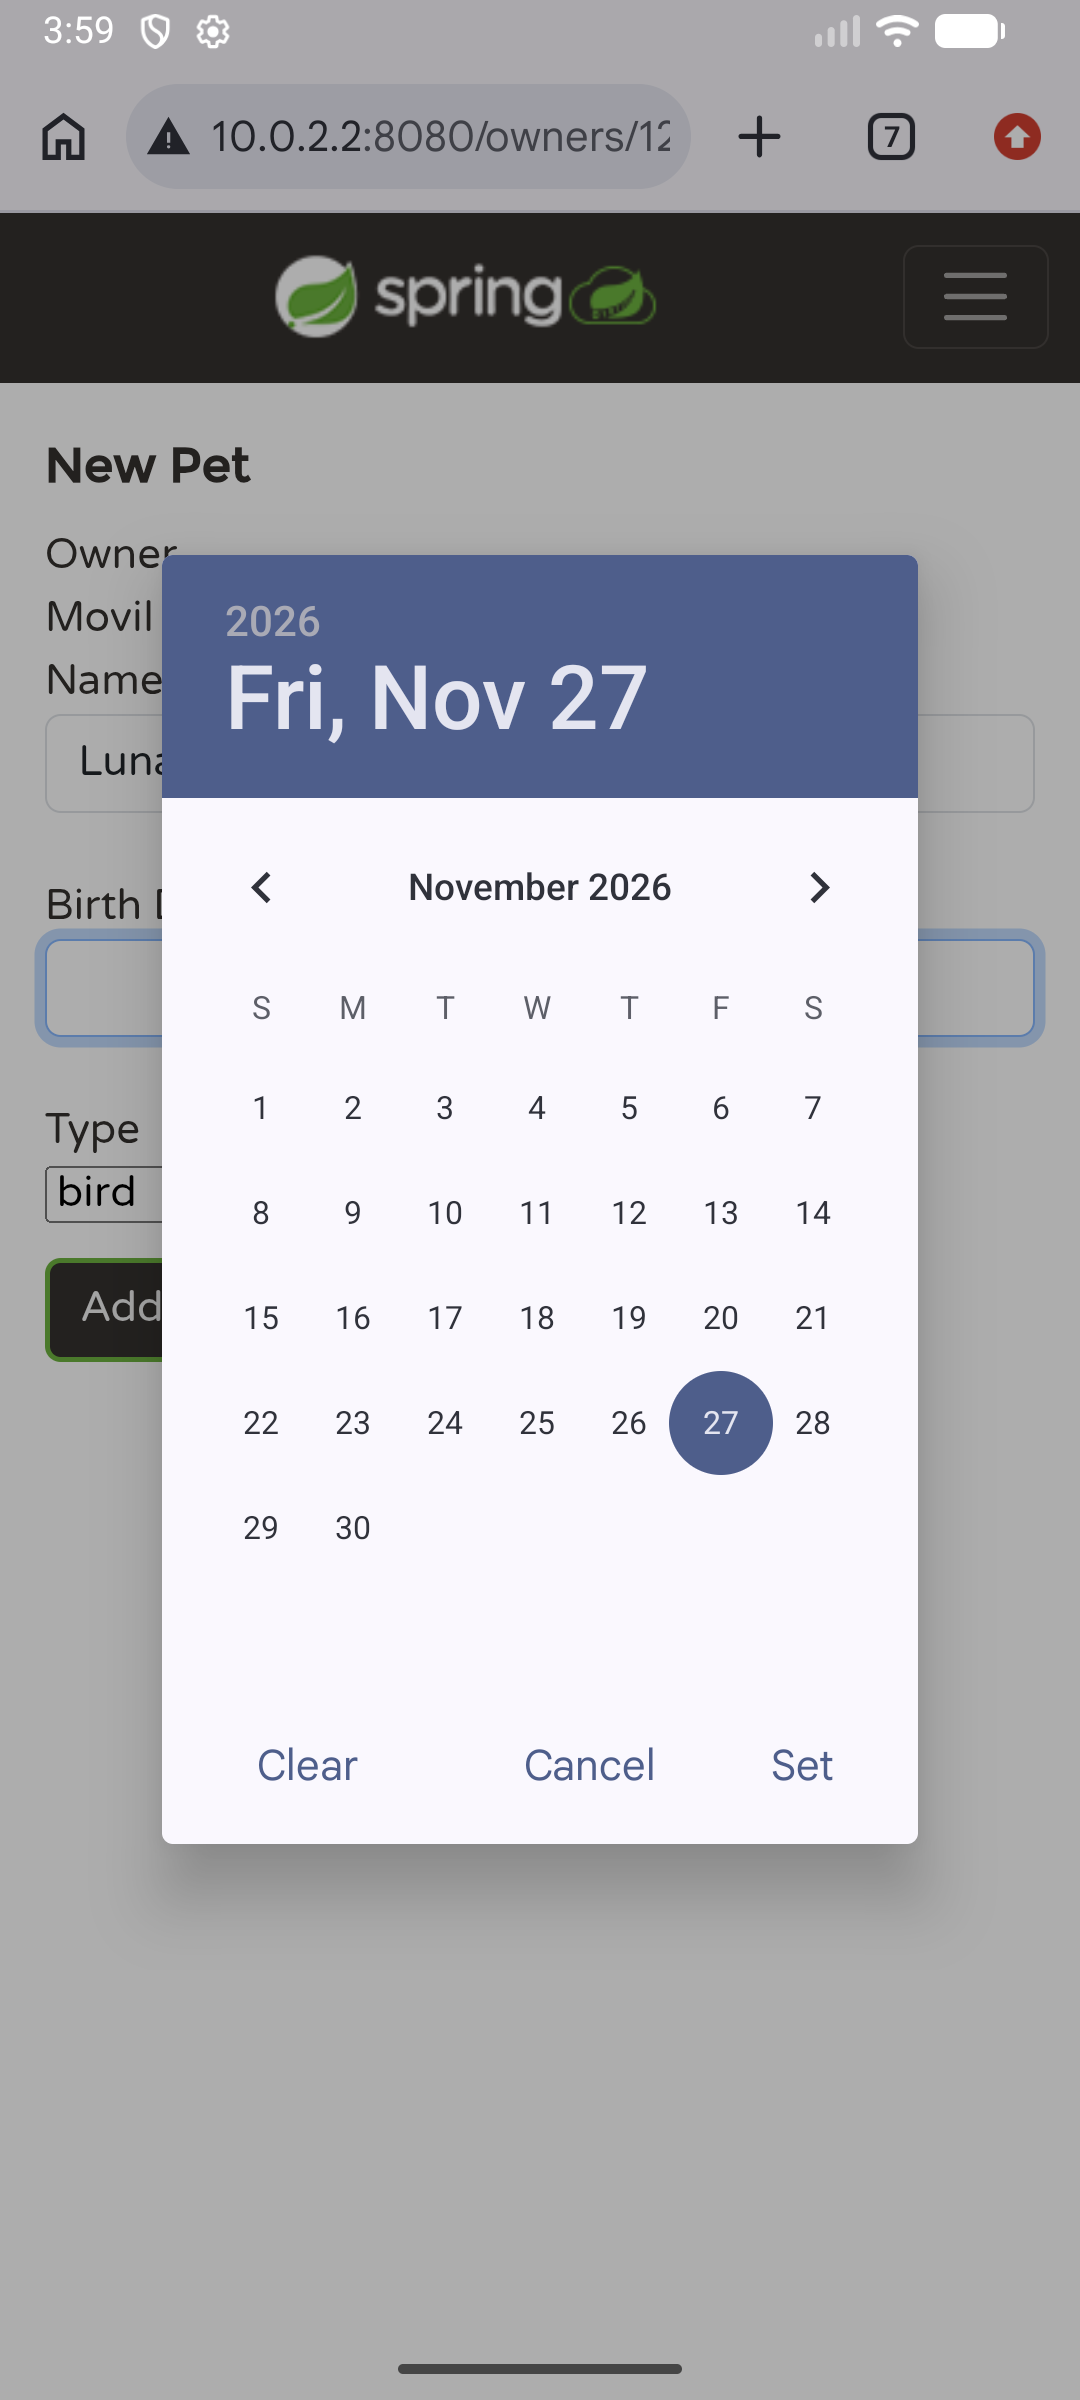 3:59
10.0.2.2:8080/owners/12
7
spring
New Pet
Owner
Movil
Name
Luna
Birth
Type
bird
Add
2026
Fri, Nov 27
November 2026
S M T W T F S
1 2 3 4 5 6 7
8 9 10 11 12 13 14
15 16 17 18 19 20 21
22 23 24 25 26 27 28
29 30
Clear Cancel Set